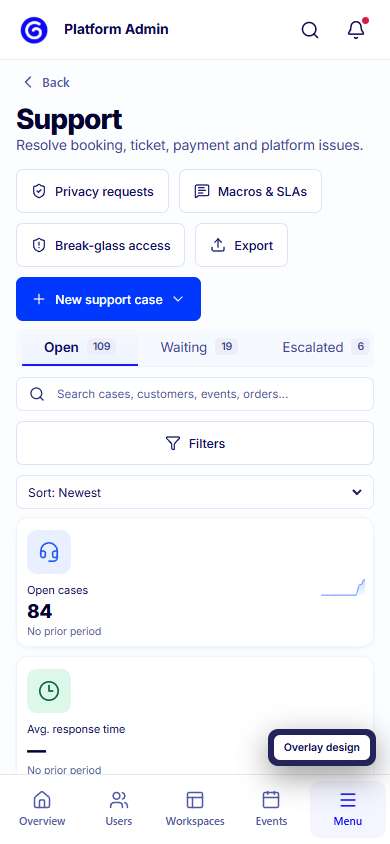 Platform Admin
Back
Support
Resolve booking, ticket, payment and platform issues.
Privacy requests
Macros & SLAs
Break-glass access
Export
New support case
Open 109
Waiting 19
Escalated 6
Search cases, customers, events, orders...
Filters
Sort: Newest
Open cases
84
No prior period
Avg. response time
—
No prior period
Overlay design
Overview
Users
Workspaces
Events
Menu